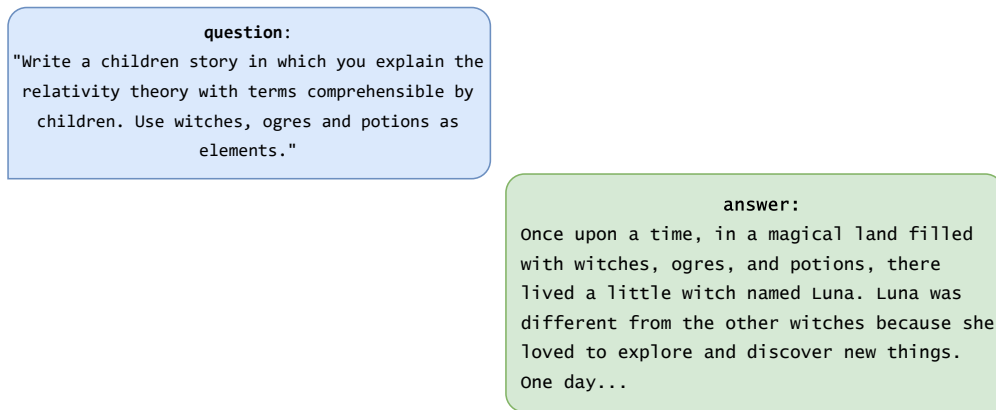 question:
"Write a children story in which you explain the
relativity theory with terms comprehensible by
children. Use witches, ogres and potions as
elements."
answer:
Once upon a time, in a magical land filled
with witches, ogres, and potions, there
lived a little witch named Luna. Luna was
different from the other witches because she
loved to explore and discover new things.
One day...